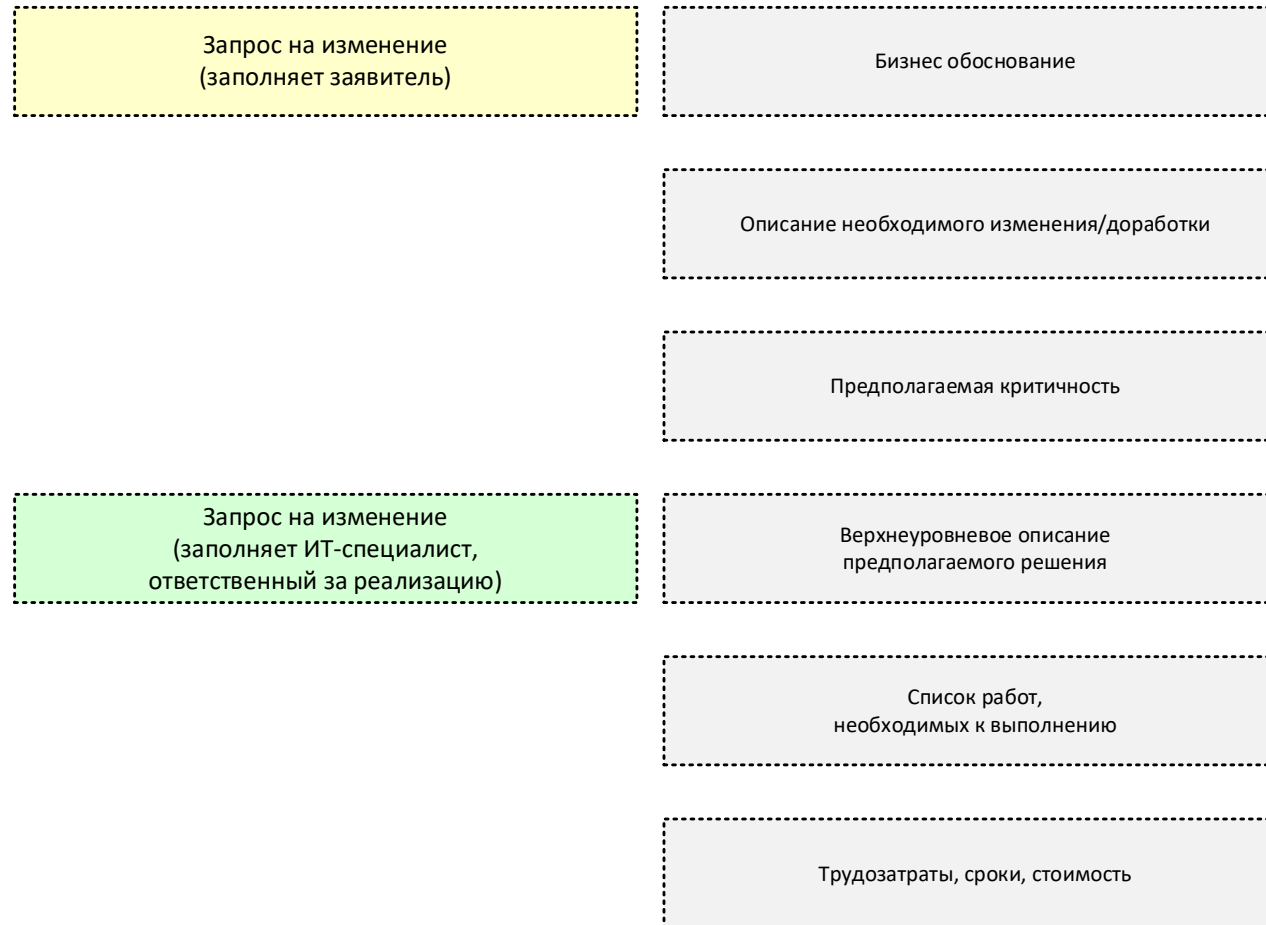 Запрос на изменение
(заполняет заявитель)
Бизнес обоснование
Описание необходимого изменения/доработки
Предполагаемая критичность
Запрос на изменение
(заполняет ИТ-специалист,
ответственный за реализацию)
Верхнеуровневое описание
предполагаемого решения
Список работ,
необходимых к выполнению
Трудозатраты, сроки, стоимость